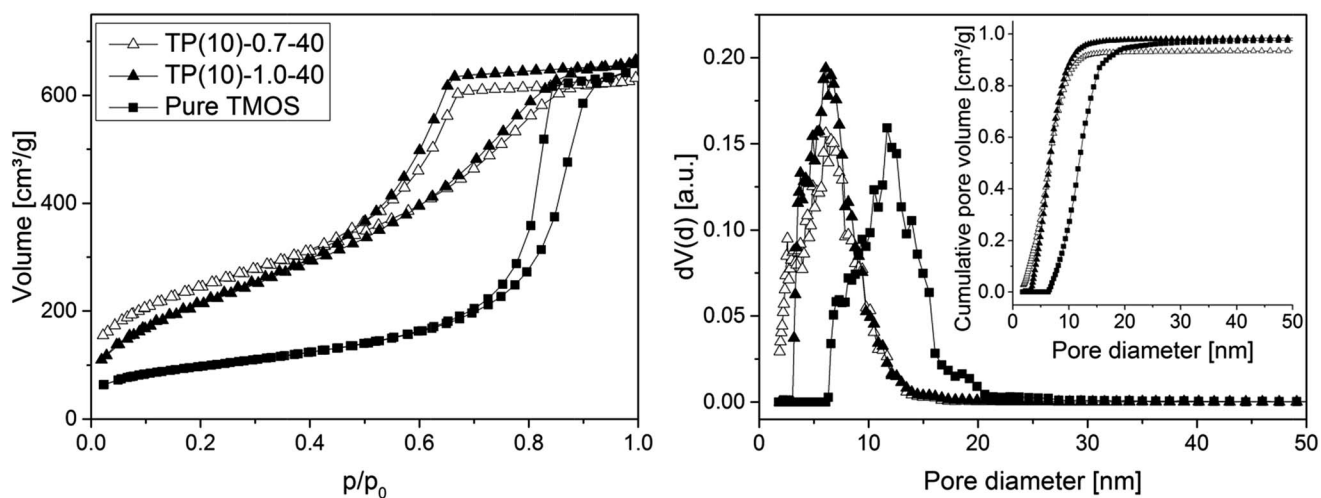 TP(10)-0.7-40
TP(10)-1.0-40
Pure TMOS
Volume [cm³/g]
600
400
200
0
0.0 0.2 0.4 0.6 0.8 1.0
p/p₀
dV(d) [a.u.]
0.20
0.15
0.10
0.05
0.00
0 10 20 30 40 50
Pore diameter [nm]
Cumulative pore volume [cm³/g]
1.0
0.8
0.6
0.4
0.2
0.0
0 10 20 30 40 50
Pore diameter [nm]